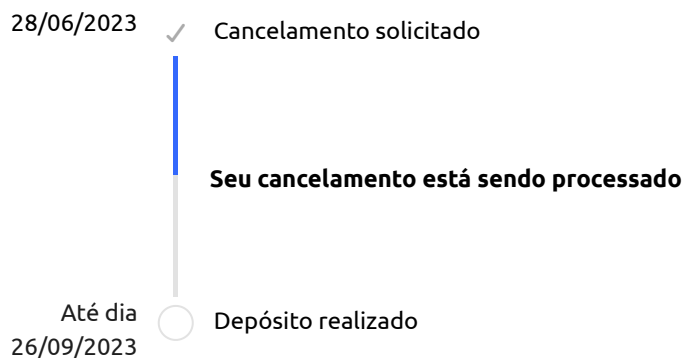 28/06/2023
Cancelamento solicitado
Seu cancelamento está sendo processado
Até dia
26/09/2023
Depósito realizado